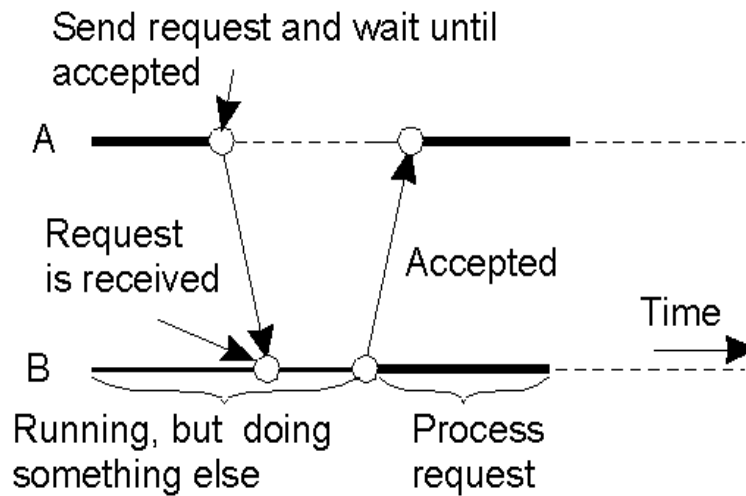 Send request and wait until
accepted
A
Request
is received
Accepted
Time
B
Running, but doing
something else
Process
request